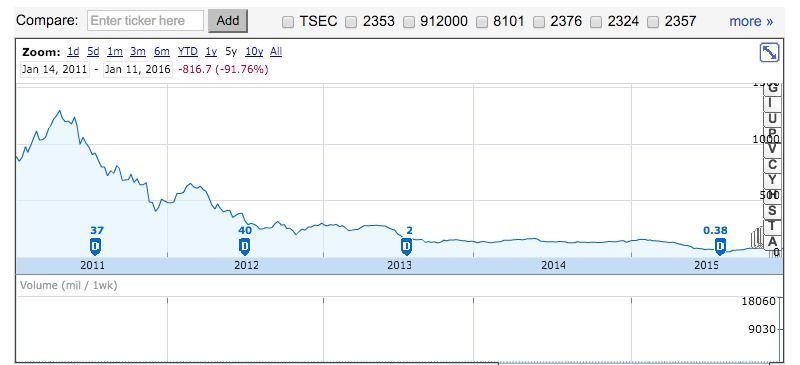 Compare: Enter ticker here Add TSEC 2353 912000 8101 2376 2324 2357 more »
Zoom: 1d 5d 1m 3m 6m YTD 1y 5y 10y All
Jan 14, 2011 - Jan 11, 2016 -816.7 (-91.76%)
G
I
U
1000
P
V
C
Y
500
H
S
T
A
0
37 40 2 0.38
D D D D
2011 2012 2013 2014 2015
Volume (mil / 1wk)
18060
9030